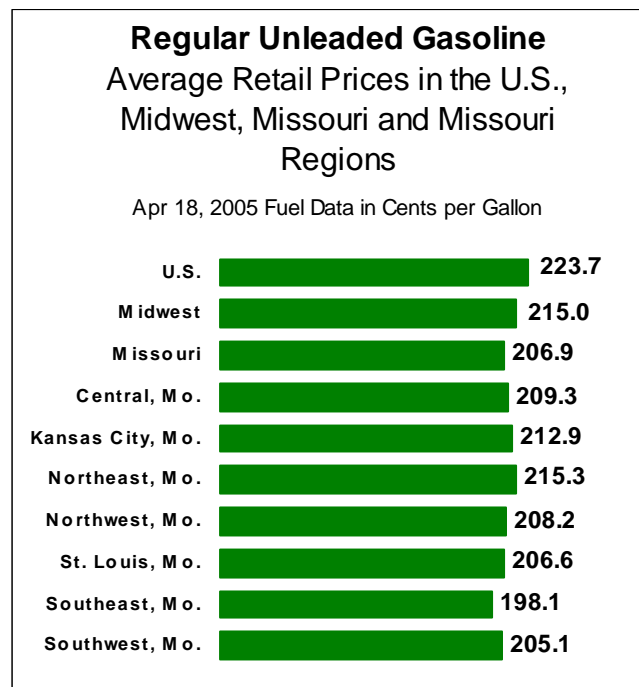 Regular Unleaded Gasoline
Average Retail Prices in the U.S.,
Midwest, Missouri and Missouri
Regions
Apr 18, 2005 Fuel Data in Cents per Gallon
U.S. 223.7
Midwest 215.0
Missouri 206.9
Central, Mo. 209.3
Kansas City, Mo. 212.9
Northeast, Mo. 215.3
Northwest, Mo. 208.2
St. Louis, Mo. 206.6
Southeast, Mo. 198.1
Southwest, Mo. 205.1